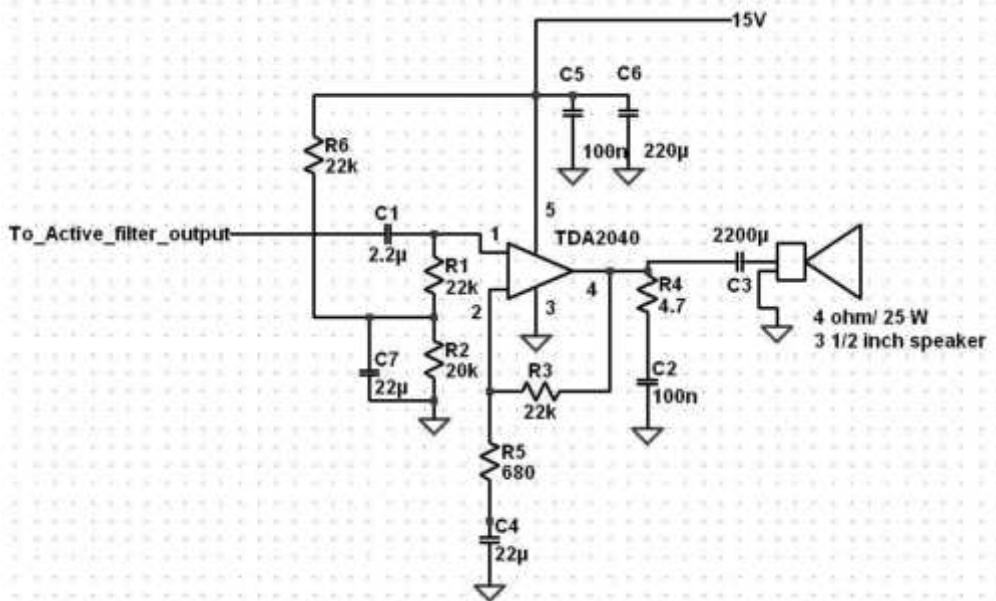 15V
C5
C6
R6
22k
100n
220µ
5
C1
To_Active_filter_output
1
TDA2040
2200µ
2.2µ
R1
22k
R4
4.7
C3
4
2
3
4 ohm/ 25 W
3 1/2 inch speaker
C7
22µ
R2
20k
R3
22k
C2
100n
R5
680
C4
22µ